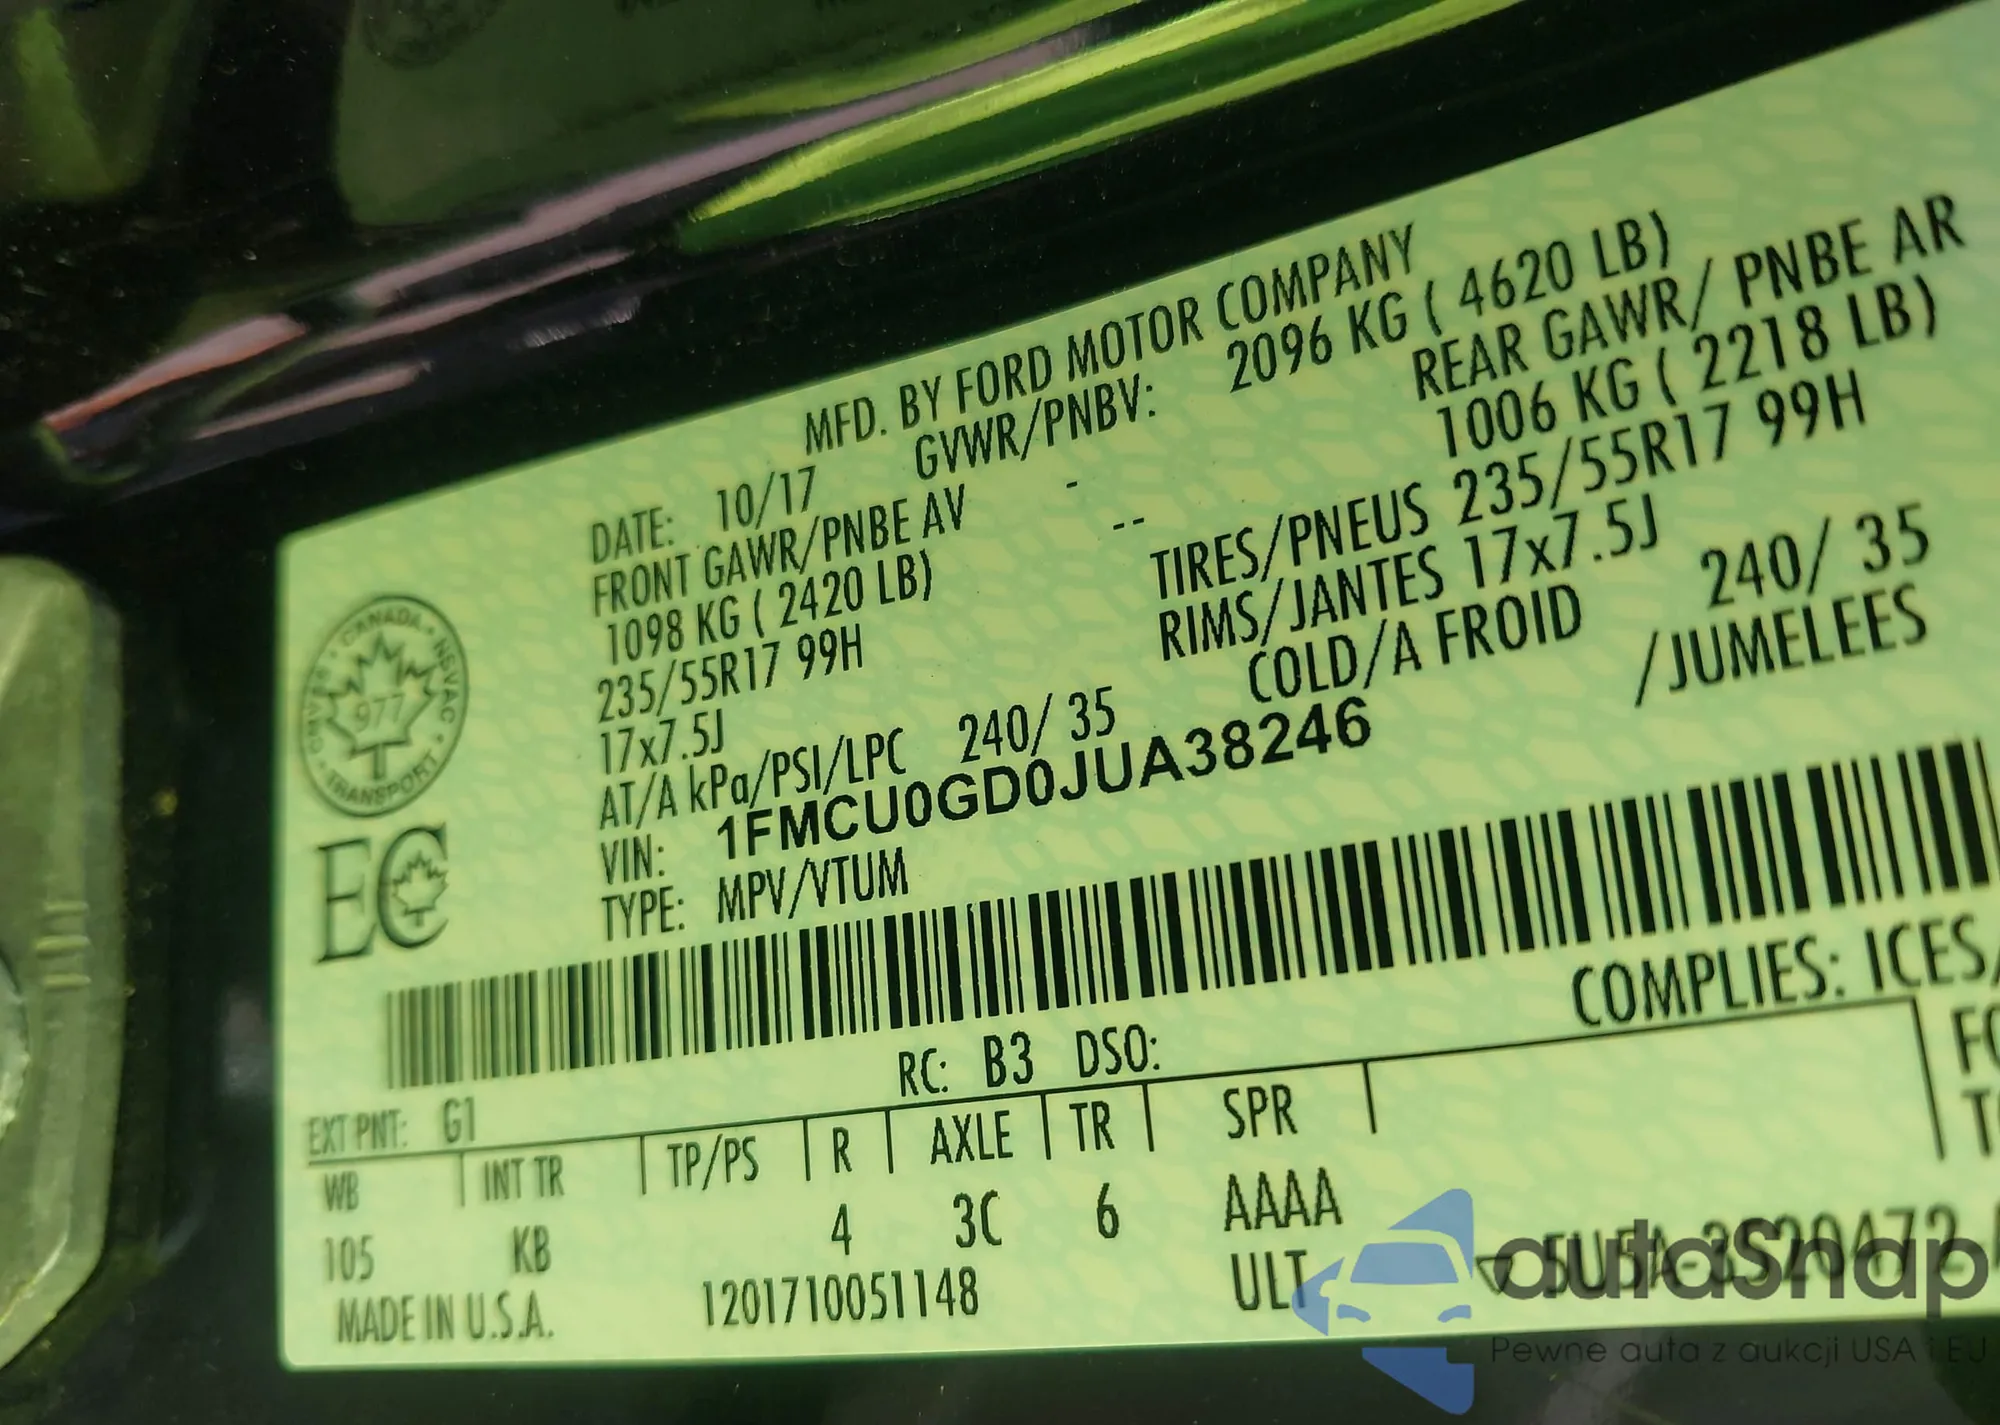 MFD. BY FORD MOTOR COMPANY
DATE: 10/17 GVWR/PNBV: 2096 KG ( 4620 LB)
FRONT GAWR/PNBE AV - REAR GAWR/ PNBE AR
1098 KG ( 2420 LB) -- 1006 KG ( 2218 LB)
235/55R17 99H TIRES/PNEUS 235/55R17 99H
17x7.5J RIMS/JANTES 17x7.5J
AT/A kPa/PSI/LPC 240/ 35 COLD/A FROID 240/ 35
VIN: 1FMCU0GD0JUA38246 /JUMELEES
TYPE: MPV/VTUM
CANADA
TRANSPORT
977
EC
COMPLIES: ICES/
RC: B3 DSO:
EXT PNT: G1
WB INT TR TP/PS R AXLE TR SPR
105 KB 4 3C 6 AAAA
MADE IN U.S.A. 1201710051148 ULT
autoSnap
Pewne auta z aukcji USA i EU